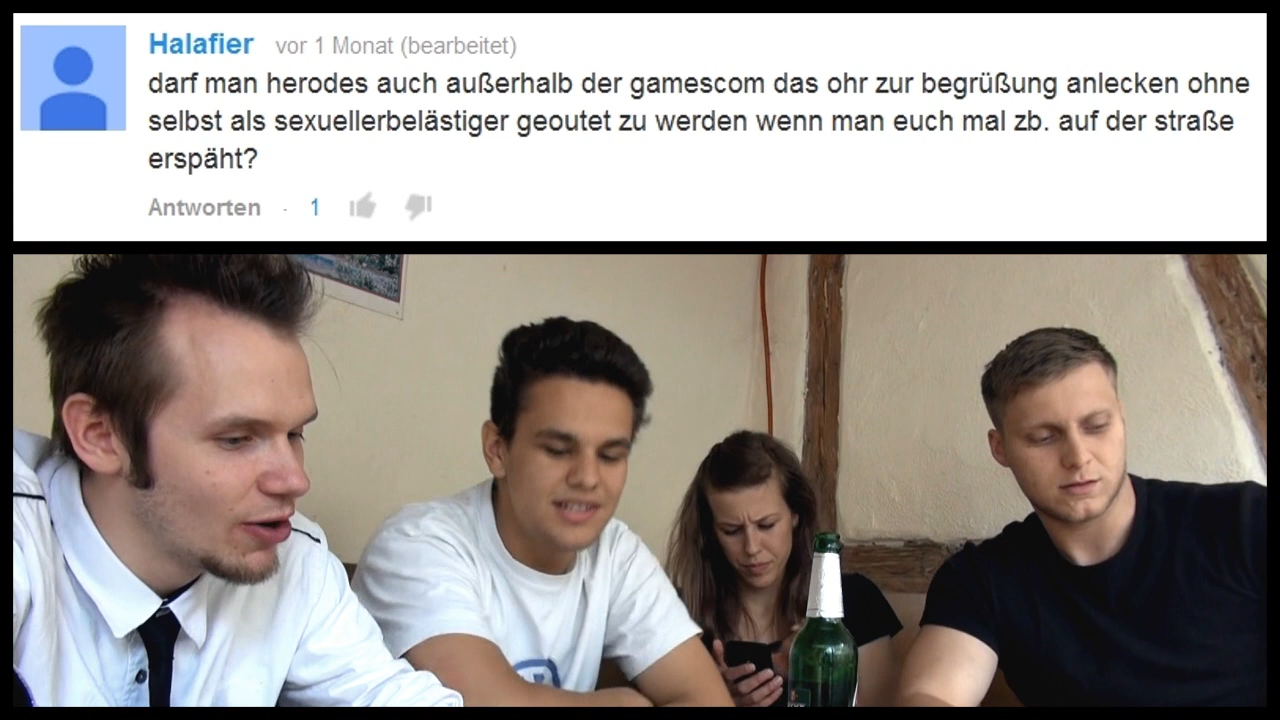 Halafier vor 1 Monat (bearbeitet)
darf man herodes auch außerhalb der gamescom das ohr zur begrüßung anlecken ohne
selbst als sexuellerbelästiger geoutet zu werden wenn man euch mal zb. auf der straße
erspäht?
Antworten · 1